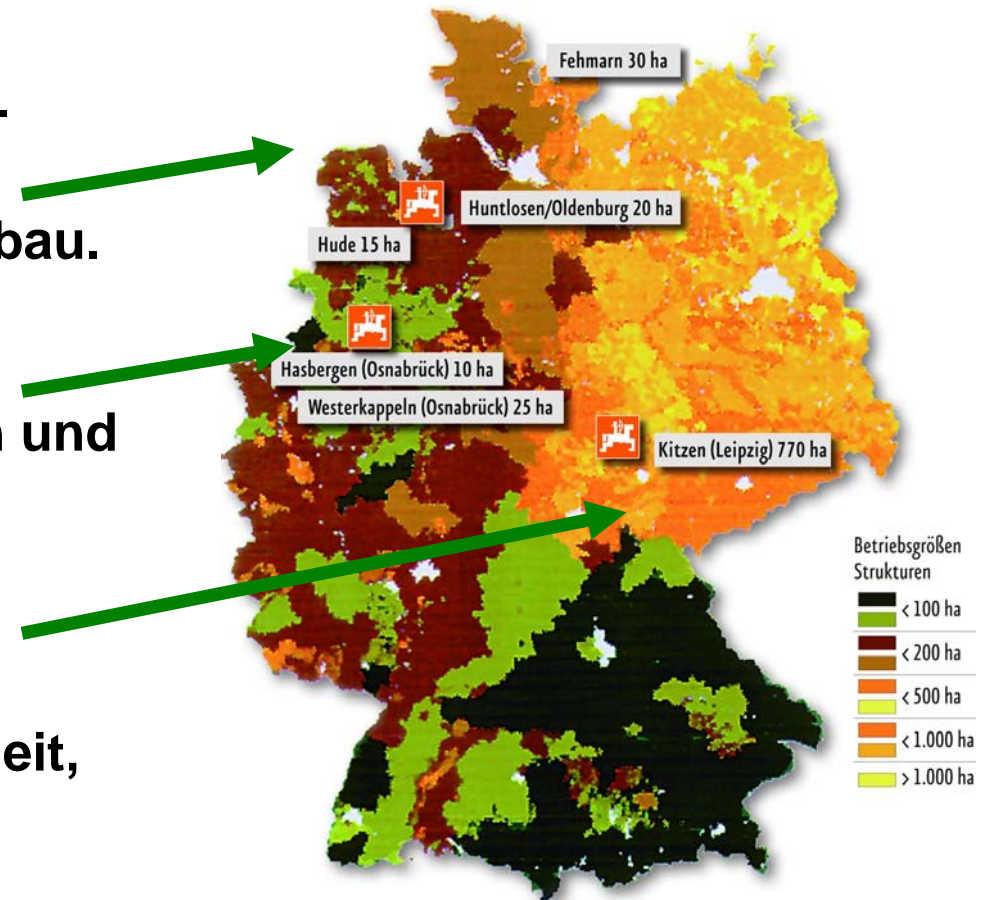 bau.
n und
eit,
Fehmarn 30 ha
Huntlosen/Oldenburg 20 ha
Hude 15 ha
Hasbergen (Osnabrück) 10 ha
Westerkappeln (Osnabrück) 25 ha
Kitzen (Leipzig) 770 ha
Betriebsgrößen
Strukturen
< 100 ha
< 200 ha
< 500 ha
< 1.000 ha
> 1.000 ha